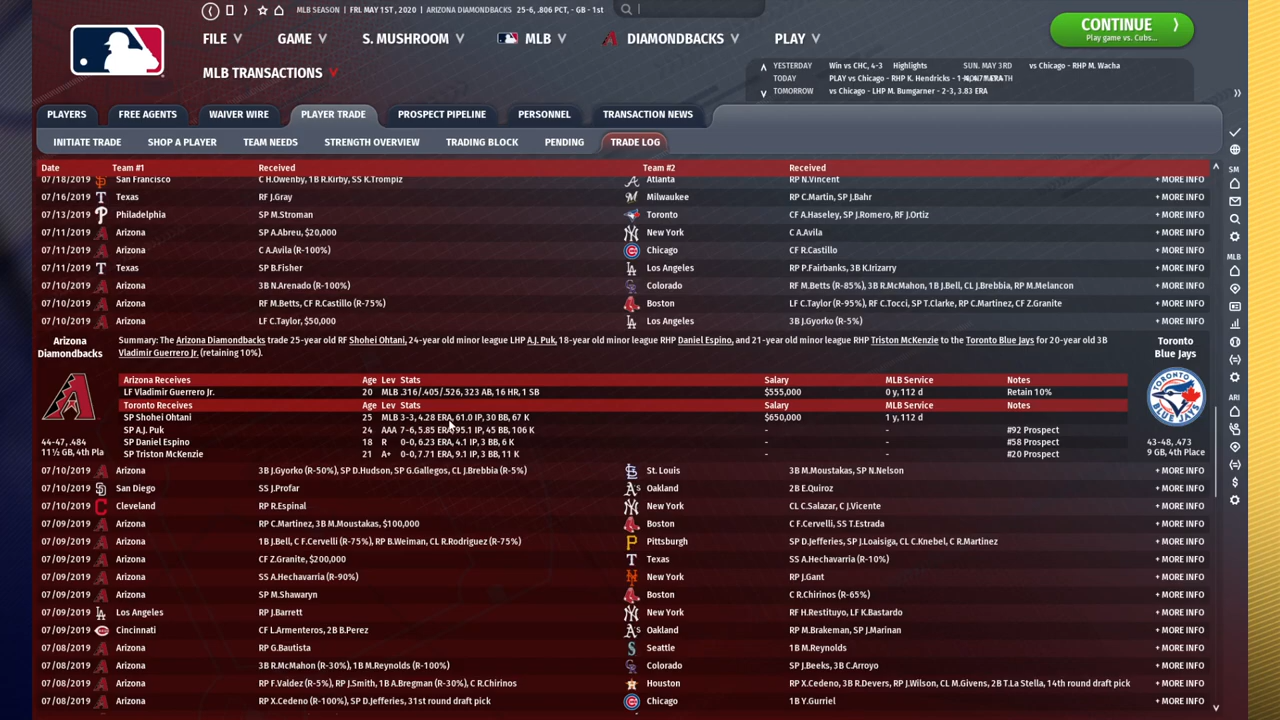 MLB SEASON | FRI. MAY 1ST, 2020 | ARIZONA DIAMONDBACKS 25-6, .806 PCT, - GB - 1st
CONTINUE
Play game vs. Cubs...
FILE GAME S. MUSHROOM MLB DIAMONDBACKS PLAY
MLB TRANSACTIONS
YESTERDAY Win vs CHC, 4-3 Highlights SUN. MAY 3RD vs Chicago - RHP M. Wacha
TODAY PLAY vs Chicago - RHP K. Hendricks
TOMORROW vs Chicago - LHP M. Bumgarner - 2-3, 3.83 ERA
PLAYERS FREE AGENTS WAIVER WIRE PLAYER TRADE PROSPECT PIPELINE PERSONNEL TRANSACTION NEWS
INITIATE TRADE SHOP A PLAYER TEAM NEEDS STRENGTH OVERVIEW TRADING BLOCK PENDING TRADE LOG
Date Team #1 Received Team #2 Received
07/18/2019 San Francisco C H.Owenby, 1B R.Kirby, SS K.Trompiz Atlanta RP N.Vincent + MORE INFO
07/16/2019 Texas RF J.Gray Milwaukee RP C.Martin, SP J.Bahr + MORE INFO
07/13/2019 Philadelphia SP M.Stroman Toronto CF A.Haseley, SP J.Romero, RF J.Ortiz + MORE INFO
07/11/2019 Arizona SP A.Abreu, $20,000 New York C A.Avila + MORE INFO
07/11/2019 Arizona C A.Avila (R-100%) Chicago CF R.Castillo + MORE INFO
07/11/2019 Texas SP B.Fisher Los Angeles RP P.Fairbanks, 3B K.Irizarry + MORE INFO
07/10/2019 Arizona 3B N.Arenado (R-100%) Colorado RF M.Betts (R-85%), 3B R.McMahon, 1B J.Bell, CL J.Brebbia, RP M.Melancon + MORE INFO
07/10/2019 Arizona RF M.Betts, CF R.Castillo (R-75%) Boston LF C.Taylor (R-95%), RF C.Tocci, SP T.Clarke, RP C.Martinez, CF Z.Granite + MORE INFO
07/10/2019 Arizona LF C.Taylor, $50,000 Los Angeles 3B J.Gyorko (R-5%) + MORE INFO
Arizona Diamondbacks
Summary: The Arizona Diamondbacks trade 25-year old RF Shohei Ohtani, 24-year old minor league LHP A.J. Puk, 18-year old minor league RHP Daniel Espino, and 21-year old minor league RHP Triston McKenzie to the Toronto Blue Jays for 20-year old 3B
Vladimir Guerrero Jr. (retaining 10%).
Toronto Blue Jays
Arizona Receives Age Lev Stats Salary MLB Service Notes
LF Vladimir Guerrero Jr. 20 MLB .316/.405/.526, 323 AB, 16 HR, 1 SB $555,000 0 y, 112 d Retain 10%
Toronto Receives Age Lev Stats Salary MLB Service Notes
SP Shohei Ohtani 25 MLB 3-3, 4.28 ERA, 61.0 IP, 30 BB, 67 K $650,000 1 y, 112 d
SP A.J. Puk 24 AAA 7-6, 5.85 ERA, 95.1 IP, 45 BB, 106 K - - #92 Prospect
SP Daniel Espino 18 R 0-0, 6.23 ERA, 4.1 IP, 3 BB, 6 K - - #58 Prospect
SP Triston McKenzie 21 A+ 0-0, 7.71 ERA, 9.1 IP, 3 BB, 11 K - - #20 Prospect
44-47, .484
11½ GB, 4th Pla
43-48, .473
9 GB, 4th Place
07/10/2019 Arizona 3B J.Gyorko (R-50%), SP D.Hudson, SP G.Gallegos, CL J.Brebbia (R-5%) St. Louis 3B M.Moustakas, SP N.Nelson + MORE INFO
07/10/2019 San Diego SS J.Profar Oakland 2B E.Quiroz + MORE INFO
07/10/2019 Cleveland RP R.Espinal New York CL C.Salazar, C J.Vicente + MORE INFO
07/09/2019 Arizona RP C.Martinez, 3B M.Moustakas, $100,000 Boston C F.Cervelli, SS T.Estrada + MORE INFO
07/09/2019 Arizona 1B J.Bell, C F.Cervelli (R-75%), RP B.Weiman, CL R.Rodriguez (R-75%) Pittsburgh SP D.Jefferies, SP J.Loaisiga, CL C.Knebel, C R.Martinez + MORE INFO
07/09/2019 Arizona CF Z.Granite, $200,000 Texas SS A.Hechavarria (R-10%) + MORE INFO
07/09/2019 Arizona SS A.Hechavarria (R-90%) New York RP J.Gant + MORE INFO
07/09/2019 Arizona SP M.Shawaryn Boston C R.Chirinos (R-65%) + MORE INFO
07/09/2019 Los Angeles RP J.Barrett New York RF H.Restituyo, LF K.Bastardo + MORE INFO
07/09/2019 Cincinnati CF L.Armenteros, 2B B.Perez Oakland RP M.Brakeman, SP J.Marinan + MORE INFO
07/08/2019 Arizona RP G.Bautista Seattle 1B M.Reynolds + MORE INFO
07/08/2019 Arizona 3B R.McMahon (R-30%), 1B M.Reynolds (R-100%) Colorado SP J.Beeks, 3B C.Arroyo + MORE INFO
07/08/2019 Arizona RP F.Valdez (R-5%), RP J.Smith, 1B A.Bregman (R-30%), C R.Chirinos Houston RP X.Cedeno, 3B R.Devers, RP J.Wilson, CL M.Givens, 2B T.La Stella, 14th round draft pick + MORE INFO
07/08/2019 Arizona RP X.Cedeno (R-100%), SP D.Jefferies, 31st round draft pick Chicago 1B Y.Gurriel + MORE INFO
SM
MLB
ARI